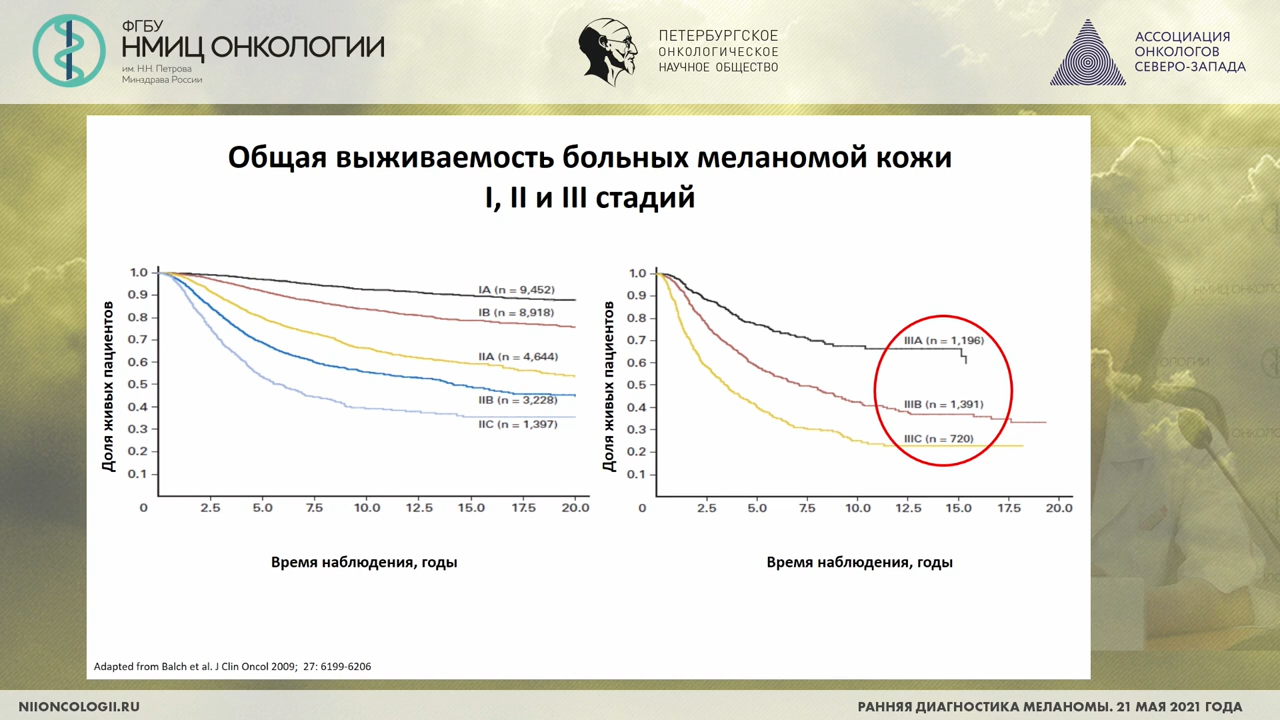 ФГБУ
НМИЦ ОНКОЛОГИИ
им. Н.Н. Петрова
Минздрава России
ПЕТЕРБУРГСКОЕ
ОНКОЛОГИЧЕСКОЕ
НАУЧНОЕ ОБЩЕСТВО
АССОЦИАЦИЯ
ОНКОЛОГОВ
СЕВЕРО-ЗАПАДА
Общая выживаемость больных меланомой кожи
I, II и III стадий
Доля живых пациентов
1.0
0.9
0.8
0.7
0.6
0.5
0.4
0.3
0.2
0.1
IA (n = 9,452)
IB (n = 8,918)
IIA (n = 4,644)
IIB (n = 3,228)
IIC (n = 1,397)
0 2.5 5.0 7.5 10.0 12.5 15.0 17.5 20.0
Время наблюдения, годы
Доля живых пациентов
1.0
0.9
0.8
0.7
0.6
0.5
0.4
0.3
0.2
0.1
IIIA (n = 1,196)
IIIB (n = 1,391)
IIIC (n = 720)
0 2.5 5.0 7.5 10.0 12.5 15.0 17.5 20.0
Время наблюдения, годы
Adapted from Balch et al. J Clin Oncol 2009; 27: 6199-6206
NIIONCOLOGII.RU
РАННЯЯ ДИАГНОСТИКА МЕЛАНОМЫ. 21 МАЯ 2021 ГОДА